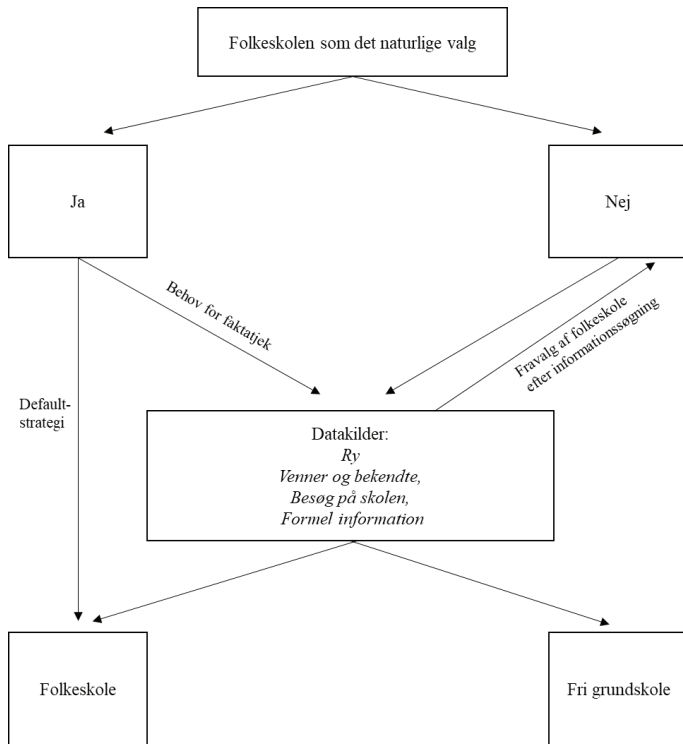 Folkeskolen som det naturlige valg
Ja
Nej
Behov for faktatjek
Fravalg af folkeskole
efter informationssøgning
Default-
strategi
Datakilder:
Ry
Venner og bekendte,
Besøg på skolen,
Formel information
Folkeskole
Fri grundskole